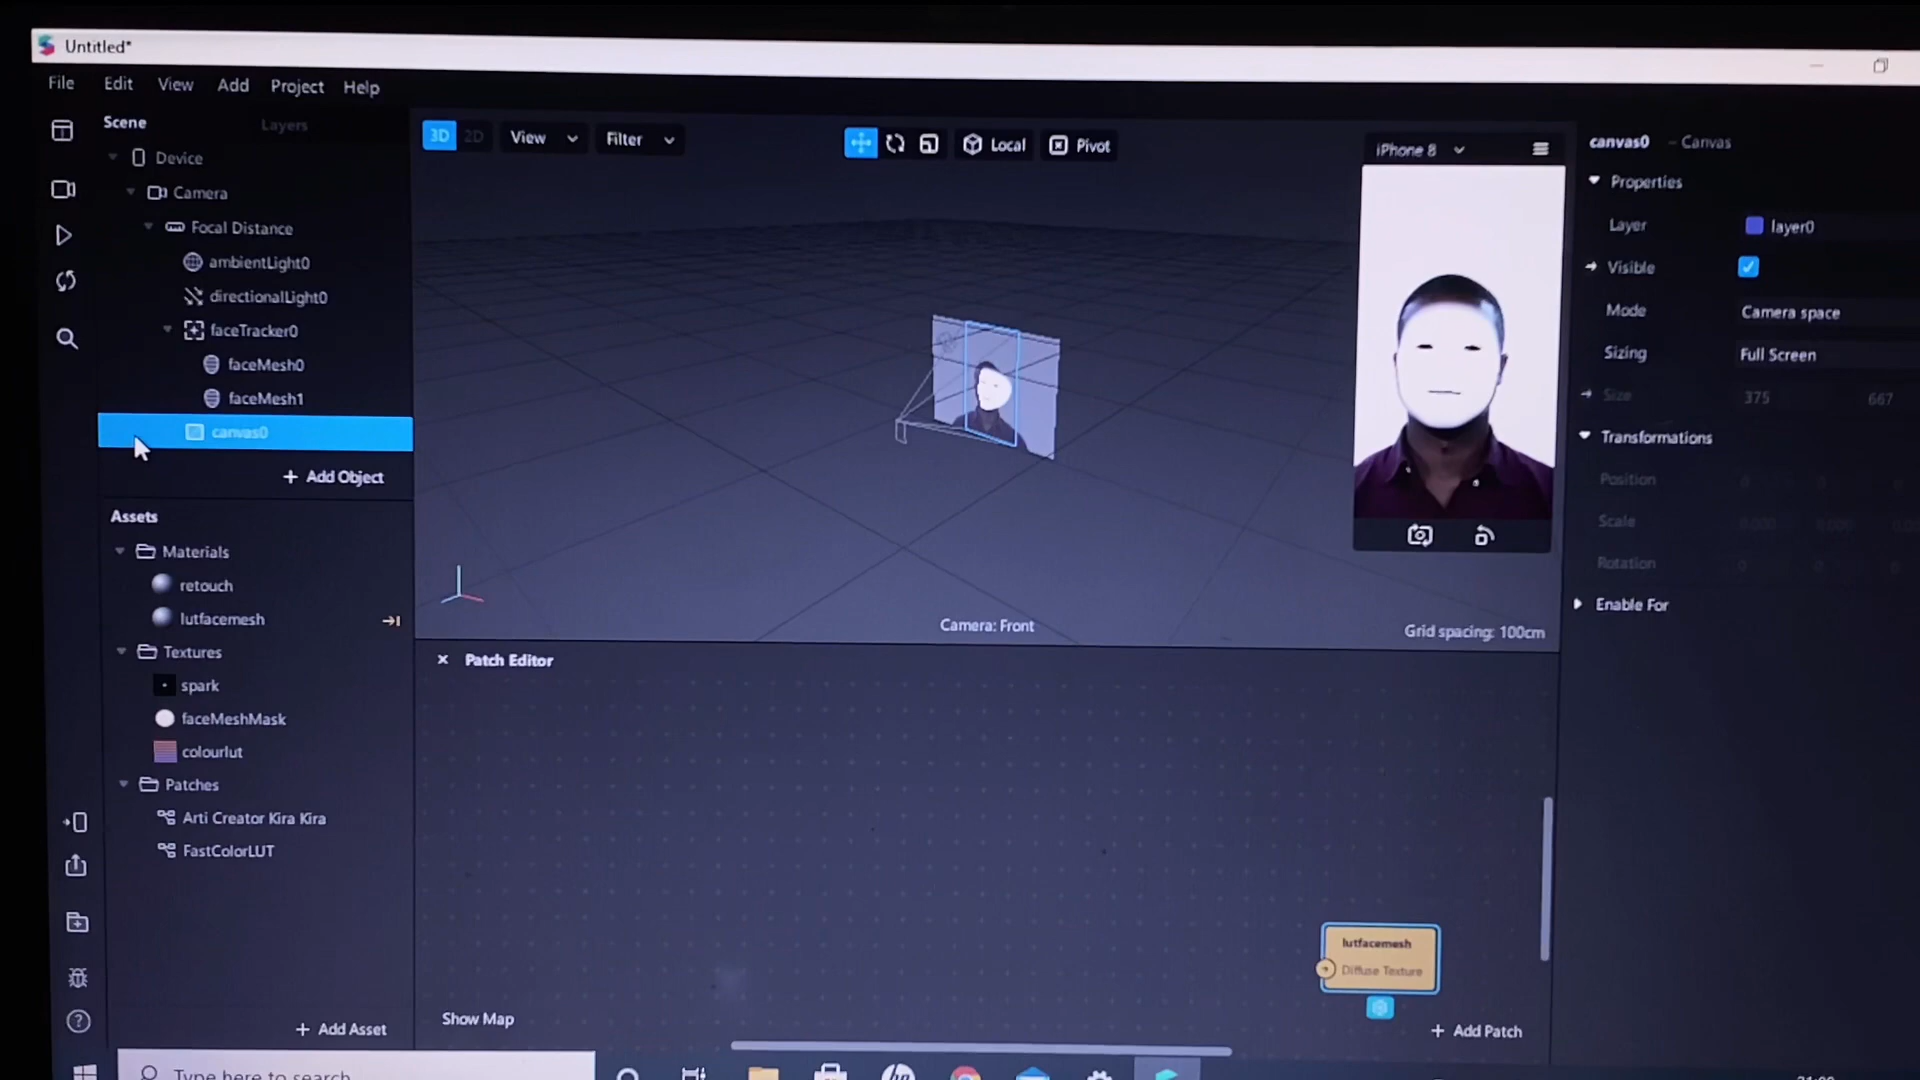 Untitled*
File Edit View Add Project Help
Scene Layers
Device
Camera
Focal Distance
ambientLight0
directionalLight0
faceTracker0
faceMesh0
faceMesh1
canvas0
+ Add Object
Assets
Materials
retouch
lutfacemesh
Textures
spark
faceMeshMask
colourlut
Patches
Arti Creator Kira Kira
FastColorLUT
+ Add Asset
3D 2D View Filter Local Pivot
iPhone 8
Camera: Front
Grid spacing: 100cm
Patch Editor
lutfacemesh
Diffuse Texture
Show Map
+ Add Patch
canvas0 - Canvas
Properties
Layer layer0
Visible
Mode Camera space
Sizing Full Screen
Size 375 667
Transformations
Position
Scale
Rotation
Enable For
Type here to search
hp